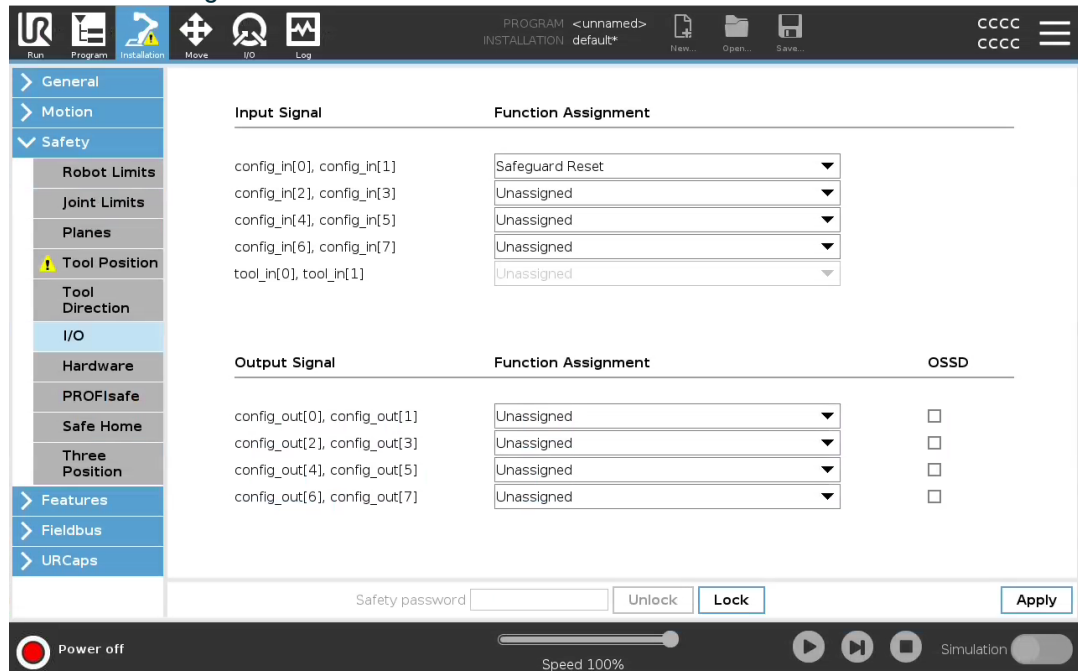 PROGRAM <unnamed>
INSTALLATION default*
CCCC
CCCC
UR
Run Program Installation Move I/O Log New... Open... Save...
General
Motion
Safety
Robot Limits
Joint Limits
Planes
Tool Position
Tool
Direction
I/O
Hardware
PROFIsafe
Safe Home
Three
Position
Features
Fieldbus
URCaps
Input Signal Function Assignment
config_in[0], config_in[1] Safeguard Reset
config_in[2], config_in[3] Unassigned
config_in[4], config_in[5] Unassigned
config_in[6], config_in[7] Unassigned
tool_in[0], tool_in[1] Unassigned
Output Signal Function Assignment OSSD
config_out[0], config_out[1] Unassigned
config_out[2], config_out[3] Unassigned
config_out[4], config_out[5] Unassigned
config_out[6], config_out[7] Unassigned
Safety password Unlock Lock Apply
Power off Speed 100% Simulation